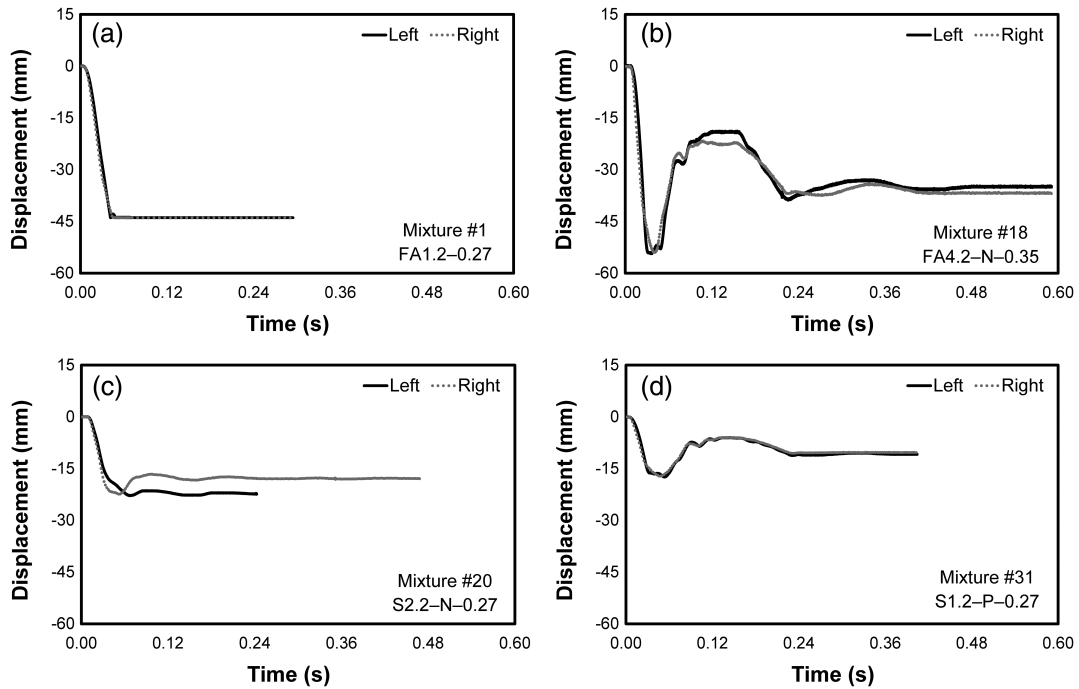 (a)
Left Right
15
0
-15
-30
-45
-60
Displacement (mm)
Mixture #1
FA1.2–0.27
0.00 0.12 0.24 0.36 0.48 0.60
Time (s)
(b)
Left Right
15
0
-15
-30
-45
-60
Displacement (mm)
Mixture #18
FA4.2–N–0.35
0.00 0.12 0.24 0.36 0.48 0.60
Time (s)
(c)
Left Right
15
0
-15
-30
-45
-60
Displacement (mm)
Mixture #20
S2.2–N–0.27
0.00 0.12 0.24 0.36 0.48 0.60
Time (s)
(d)
Left Right
15
0
-15
-30
-45
-60
Displacement (mm)
Mixture #31
S1.2–P–0.27
0.00 0.12 0.24 0.36 0.48 0.60
Time (s)